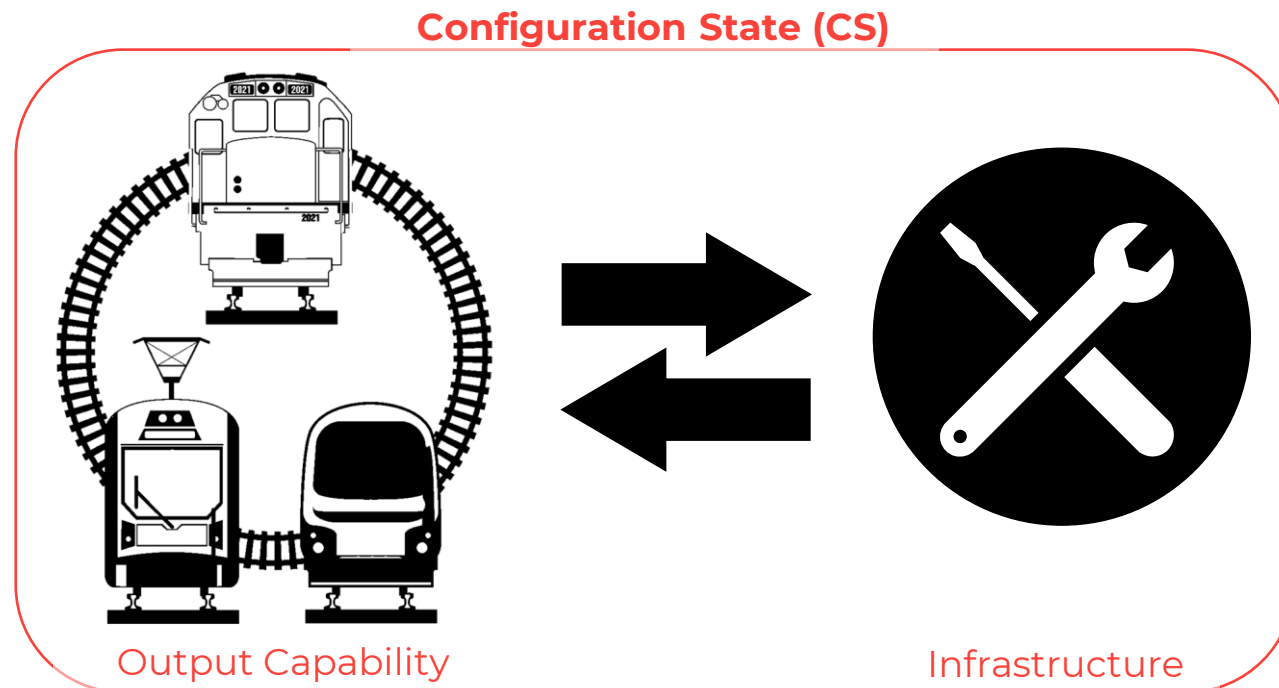 Configuration State (CS)
2021 2021
2021
Output Capability
Infrastructure